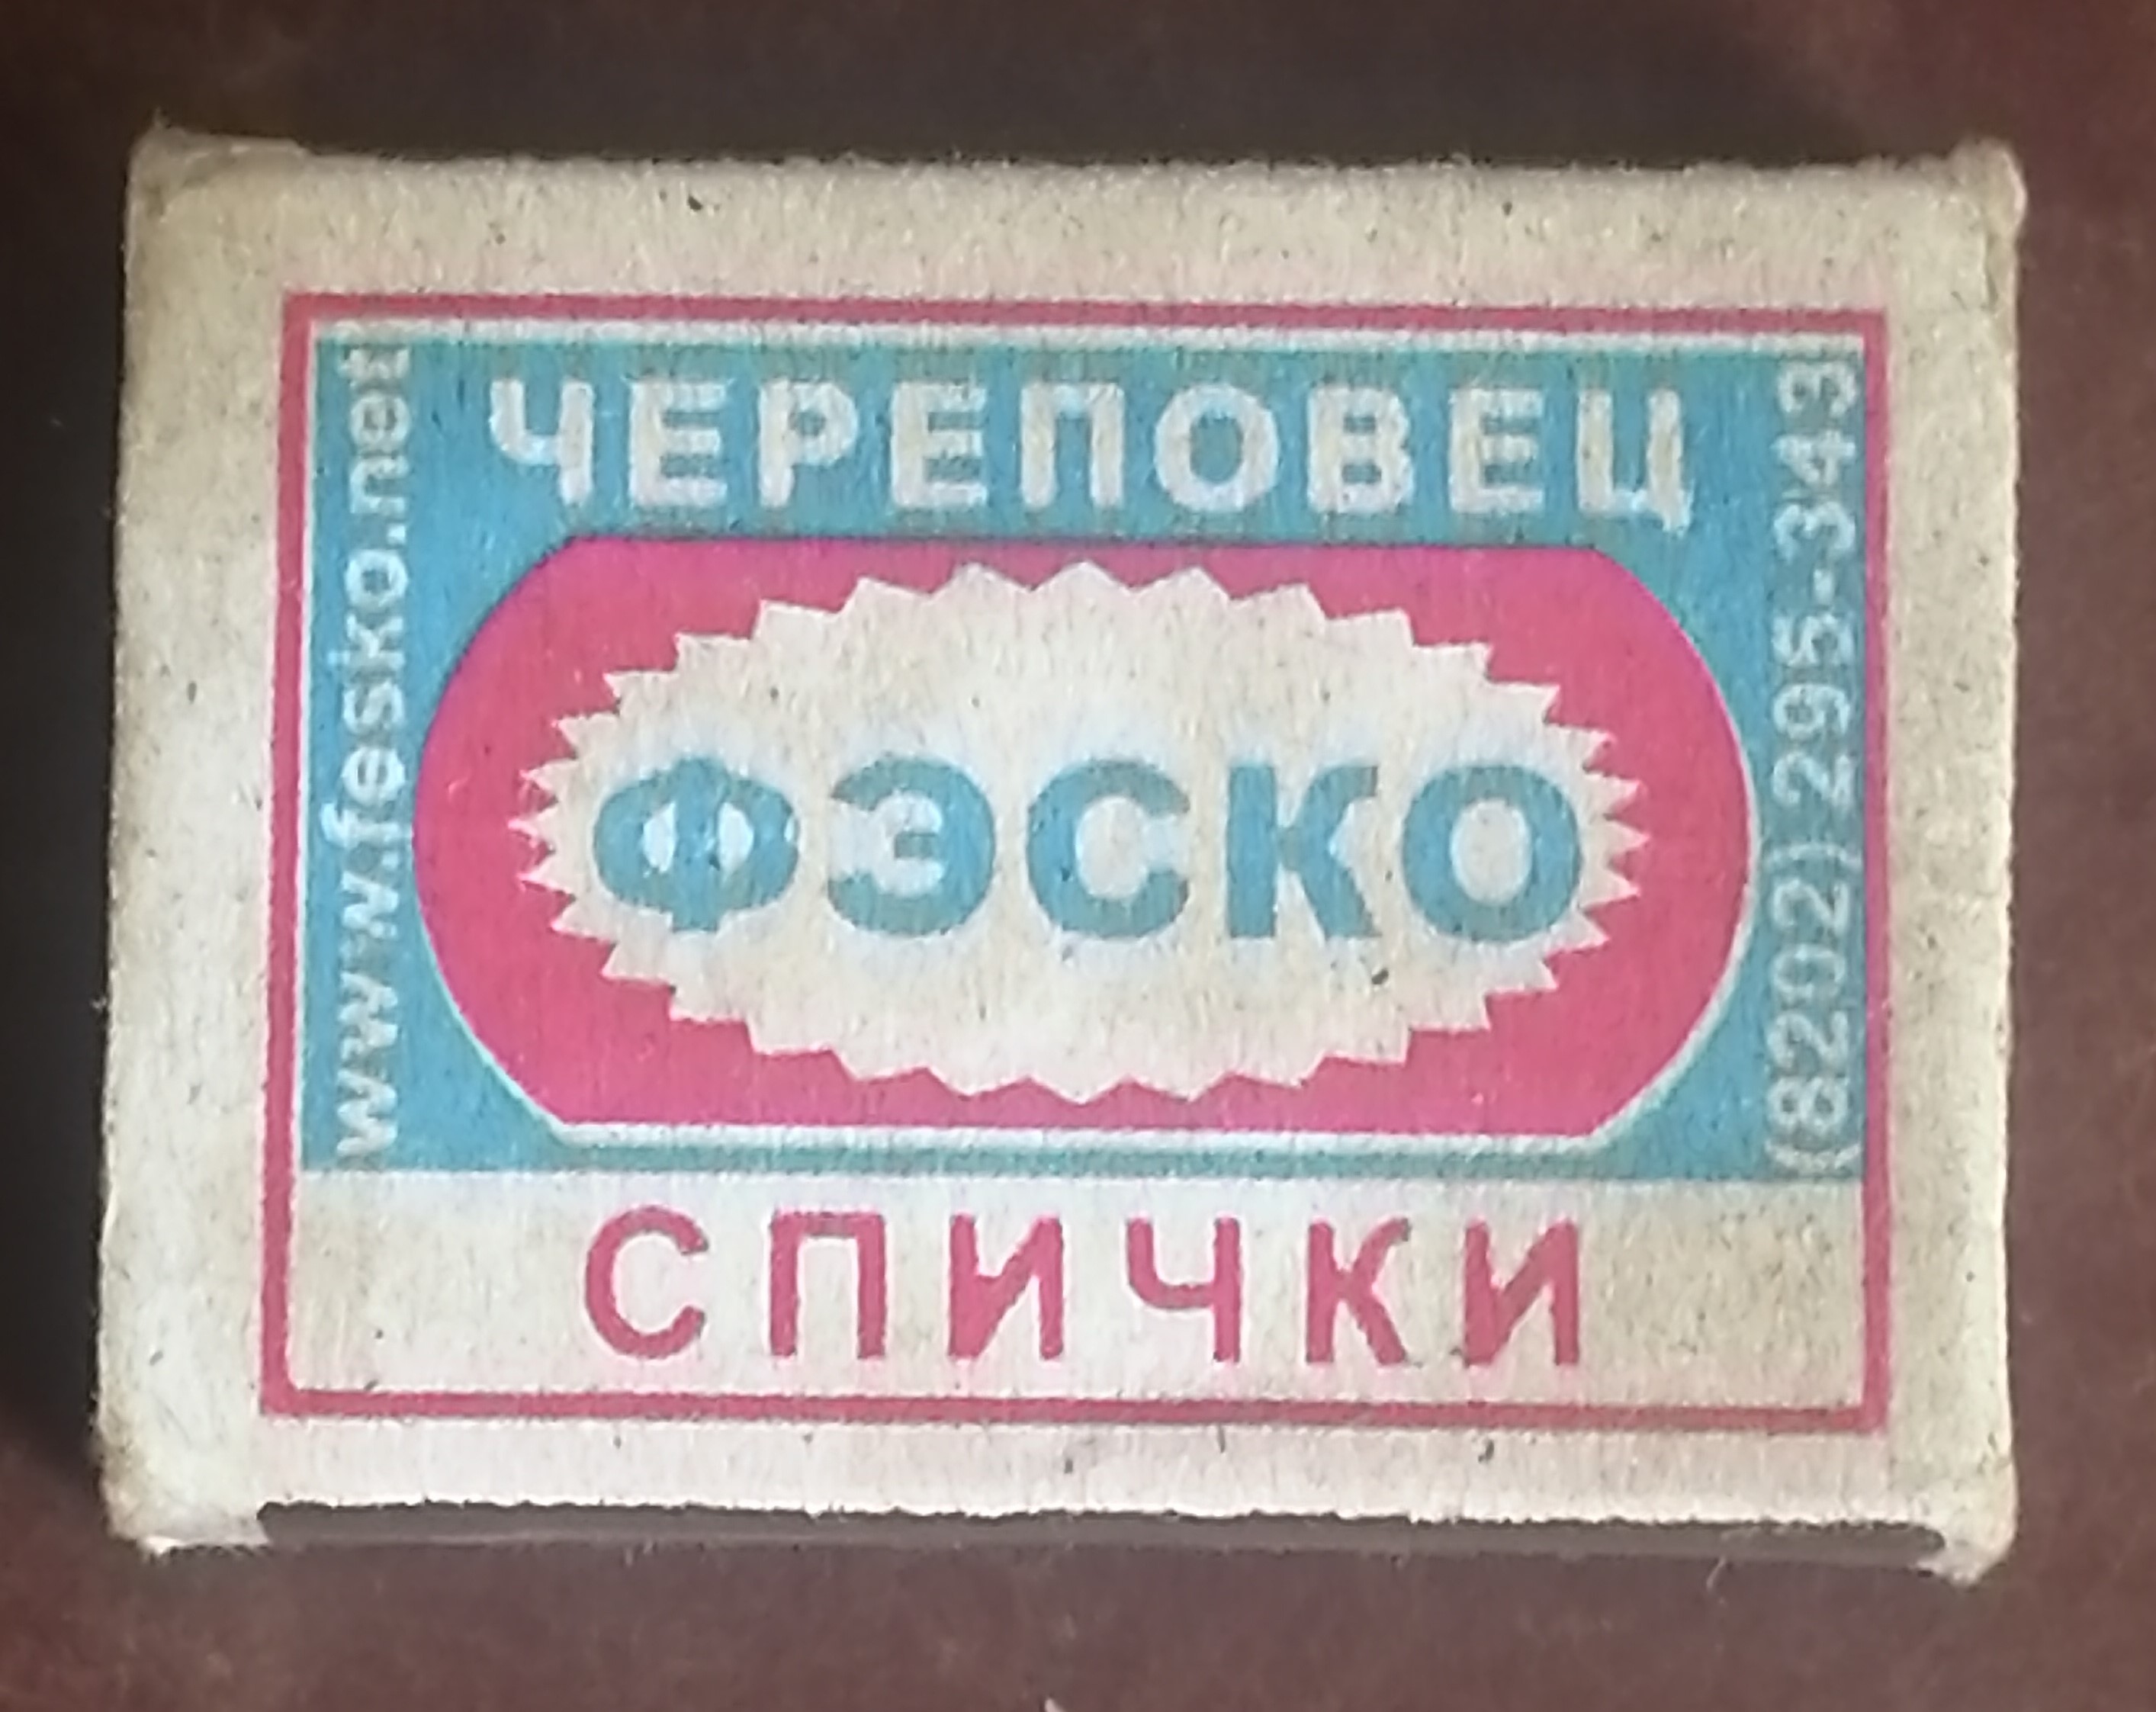 ЧЕРЕПОВЕЦ
www.fesko.net
ФЭСКО
(8202) 295-343
СПИЧКИ